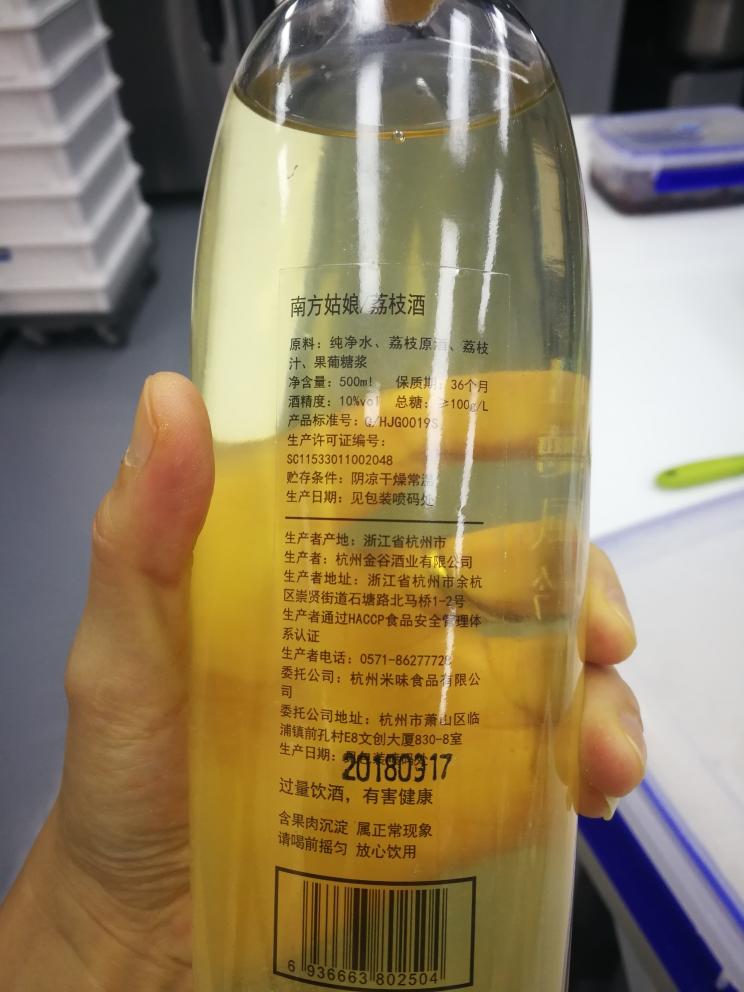 南方姑娘/荔枝酒
原料：纯净水、荔枝原酒、荔枝
汁、果葡糖浆
净含量：500ml 保质期：36个月
酒精度：10%vol 总糖：≥100g/L
产品标准号：Q/HJG0019S
生产许可证编号：
SC11533011002048
贮存条件：阴凉干燥常温
生产日期：见包装喷码处
生产者产地：浙江省杭州市
生产者：杭州金谷酒业有限公司
生产者地址：浙江省杭州市余杭
区崇贤街道石塘路北马桥1-2号
生产者通过HACCP食品安全管理体
系认证
生产者电话：0571-86277728
委托公司：杭州米味食品有限公
司
委托公司地址：杭州市萧山区临
浦镇前孔村E8文创大厦830-8室
生产日期：见包装喷码处
20180917
过量饮酒，有害健康
含果肉沉淀 属正常现象
请喝前摇匀 放心饮用
6 936663 802504